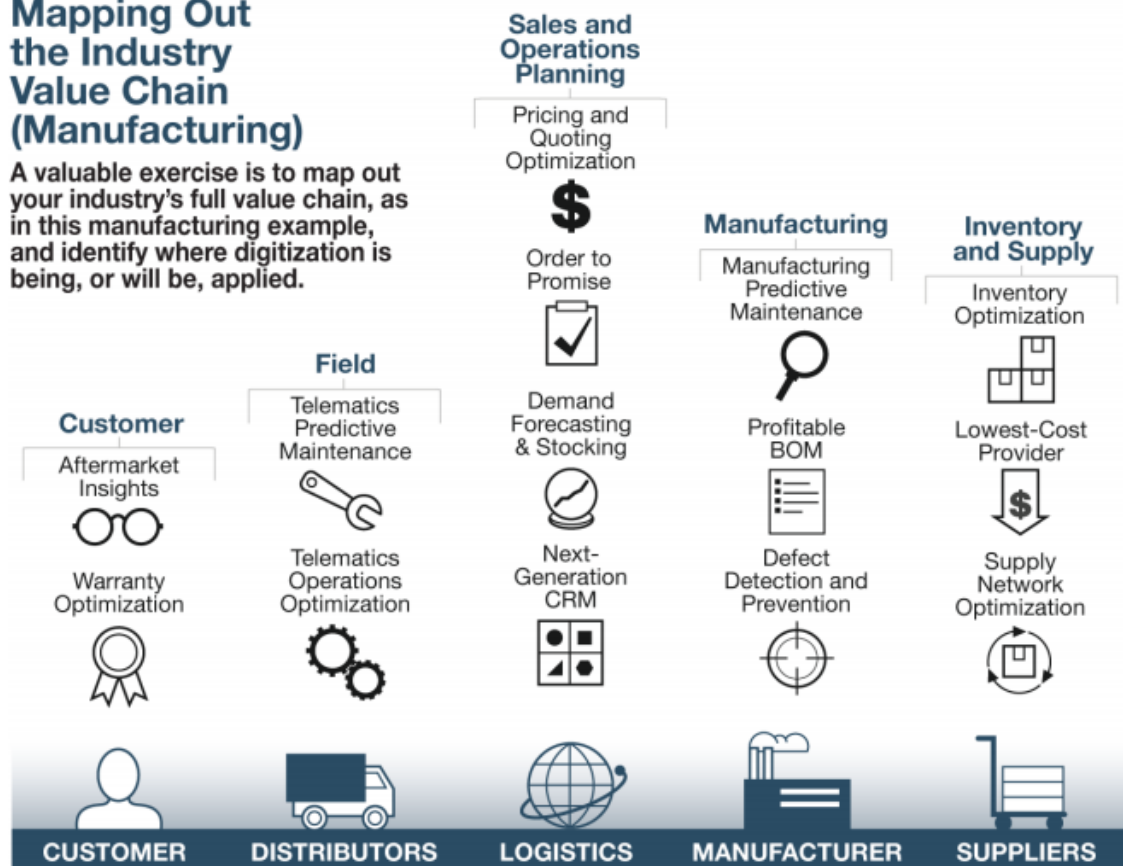 Mapping Out
the Industry
Value Chain
(Manufacturing)
A valuable exercise is to map out
your industry's full value chain, as
in this manufacturing example,
and identify where digitization is
being, or will be, applied.
Customer
Aftermarket
Insights
Warranty
Optimization
CUSTOMER
Field
Telematics
Predictive
Maintenance
Telematics
Operations
Optimization
DISTRIBUTORS
Sales and
Operations
Planning
Pricing and
Quoting
Optimization
$
Order to
Promise
Demand
Forecasting
& Stocking
Next-
Generation
CRM
LOGISTICS
Manufacturing
Manufacturing
Predictive
Maintenance
Profitable
BOM
Defect
Detection and
Prevention
MANUFACTURER
Inventory
and Supply
Inventory
Optimization
Lowest-Cost
Provider
$
Supply
Network
Optimization
SUPPLIERS